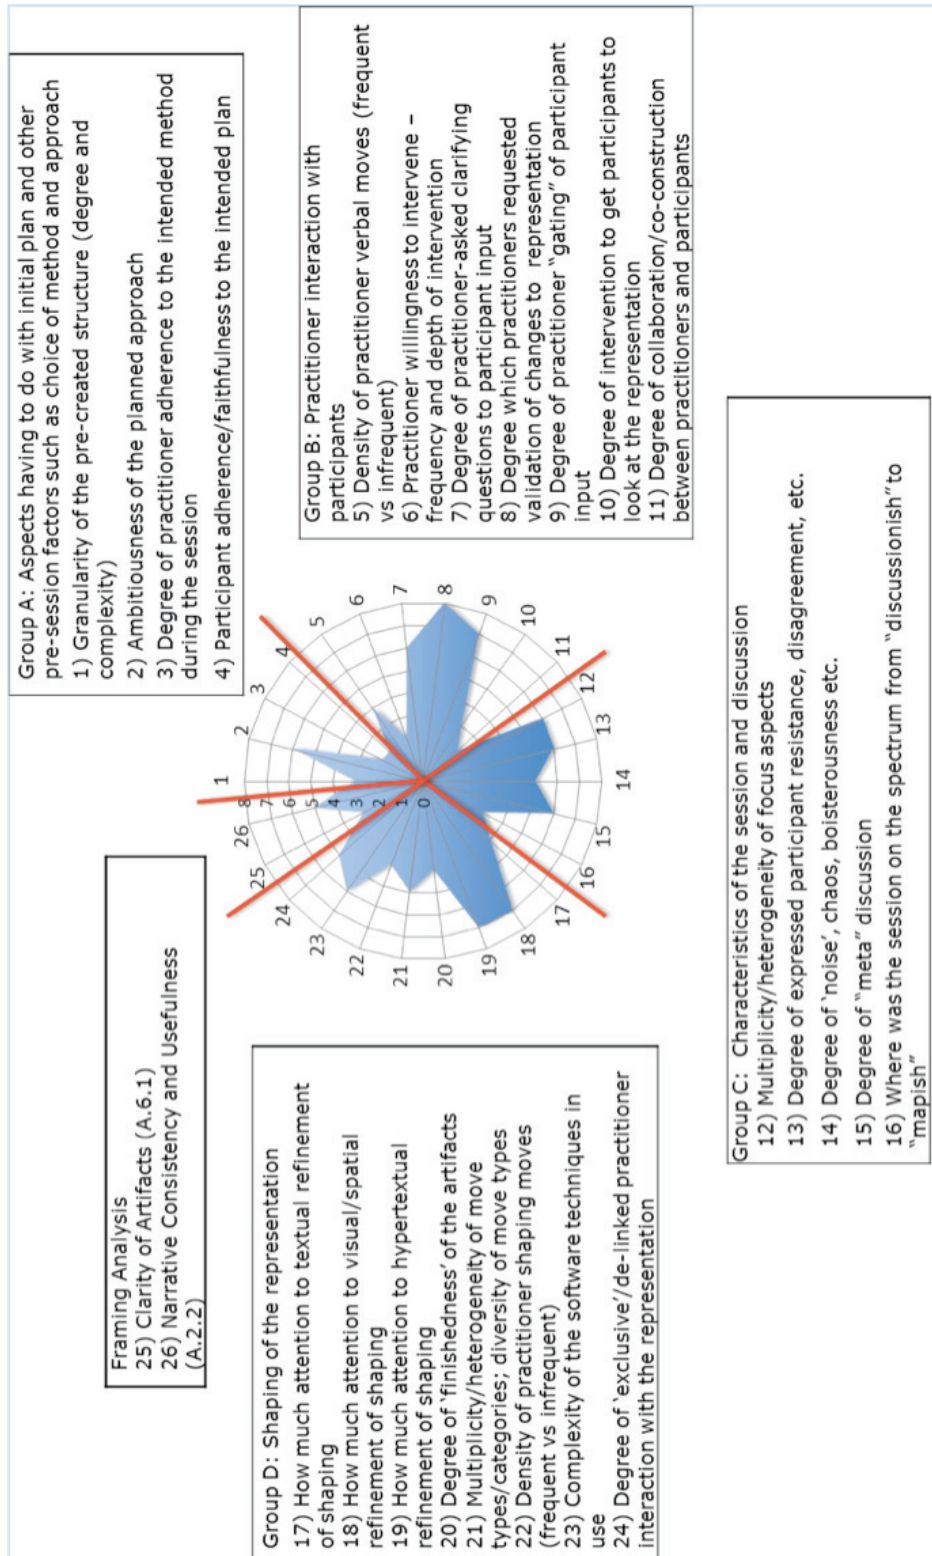 Framing Analysis
25) Clarity of Artifacts (A.6.1)
26) Narrative Consistency and Usefulness
(A.2.2)
Group A: Aspects having to do with initial plan and other
pre-session factors such as choice of method and approach
1) Granularity of the pre-created structure (degree and
complexity)
2) Ambitiousness of the planned approach
3) Degree of practitioner adherence to the intended method
during the session
4) Participant adherence/faithfulness to the intended plan
Group D: Shaping of the representation
17) How much attention to textual refinement
of shaping
18) How much attention to visual/spatial
refinement of shaping
19) How much attention to hypertextual
refinement of shaping
20) Degree of 'finishedness' of the artifacts
21) Multiplicity/heterogeneity of move
types/categories; diversity of move types
22) Density of practitioner shaping moves
(frequent vs infrequent)
23) Complexity of the software techniques in
use
24) Degree of 'exclusive'/de-linked practitioner
interaction with the representation
1
2
3
4
5
6
7
8
9
10
11
12
13
14
15
16
17
18
19
20
21
22
23
24
25
26
8
7
6
5
4
3
2
1
0
Group B: Practitioner interaction with
participants
5) Density of practitioner verbal moves (frequent
vs infrequent)
6) Practitioner willingness to intervene –
frequency and depth of intervention
7) Degree of practitioner-asked clarifying
questions to participant input
8) Degree which practitioners requested
validation of changes to representation
9) Degree of practitioner "gating" of participant
input
10) Degree of intervention to get participants to
look at the representation
11) Degree of collaboration/co-construction
between practitioners and participants
Group C: Characteristics of the session and discussion
12) Multiplicity/heterogeneity of focus aspects
13) Degree of expressed participant resistance, disagreement, etc.
14) Degree of 'noise', chaos, boisterousness etc.
15) Degree of "meta" discussion
16) Where was the session on the spectrum from "discussionish" to
"mapish"